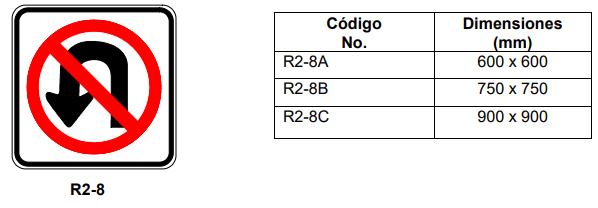 Código No.
Dimensiones (mm)
R2-8A
600 x 600
R2-8B
750 x 750
R2-8C
900 x 900
R2-8